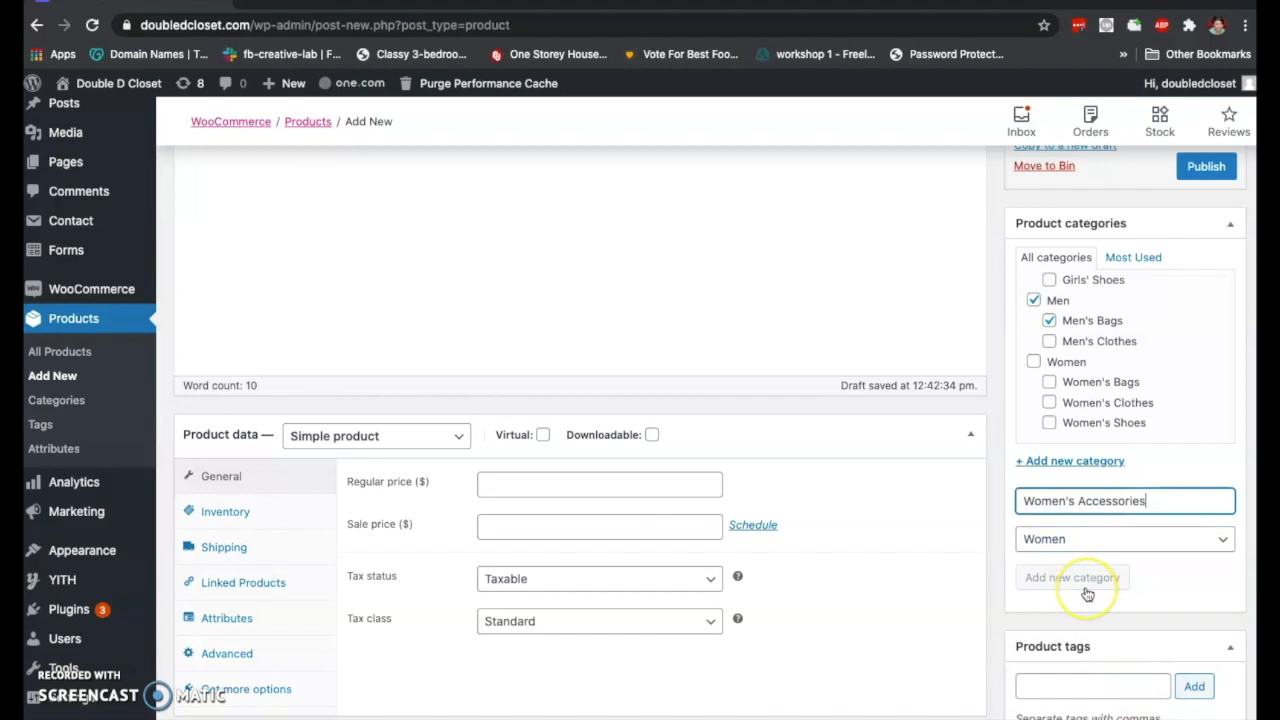 doubledcloset.com/wp-admin/post-new.php?post_type=product
ABP
Apps Domain Names | T... fb-creative-lab | F... Classy 3-bedroo... One-storey House... Vote For Best Foo... workshop 1 - Freel... Password Protect... » Other Bookmarks
Double D Closet 8 0 + New one.com Purge Performance Cache Hi, doubledcloset
Posts
Media
Pages
Comments
Contact
Forms
WooCommerce
Products
All Products
Add New
Categories
Tags
Attributes
Analytics
Marketing
Appearance
YITH
Plugins 3
Users
Tools
RECORDED WITH
SCREENCAST MATIC
WooCommerce / Products / Add New
Inbox Orders Stock Reviews
Copy to a new draft
Move to Bin Publish
Word count: 10 Draft saved at 12:42:34 pm.
Product data — Simple product Virtual: Downloadable:
General
Inventory
Shipping
Linked Products
Attributes
Advanced
Get more options
Regular price ($)
Sale price ($) Schedule
Tax status Taxable
Tax class Standard
Product categories
All categories Most Used
Girls' Shoes
Men
Men's Bags
Men's Clothes
Women
Women's Bags
Women's Clothes
Women's Shoes
+ Add new category
Women's Accessories
Women
Add new category
Product tags
Add
Separate tags with commas